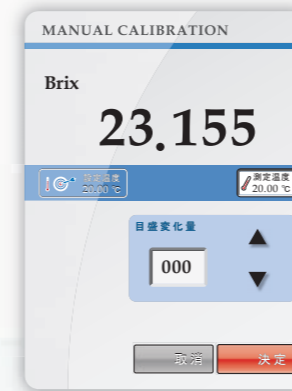 MANUAL CALIBRATION
Brix
23.155
設定温度
20.00 ℃
測定温度
20.00 ℃
目盛変化量
000
取消
決定